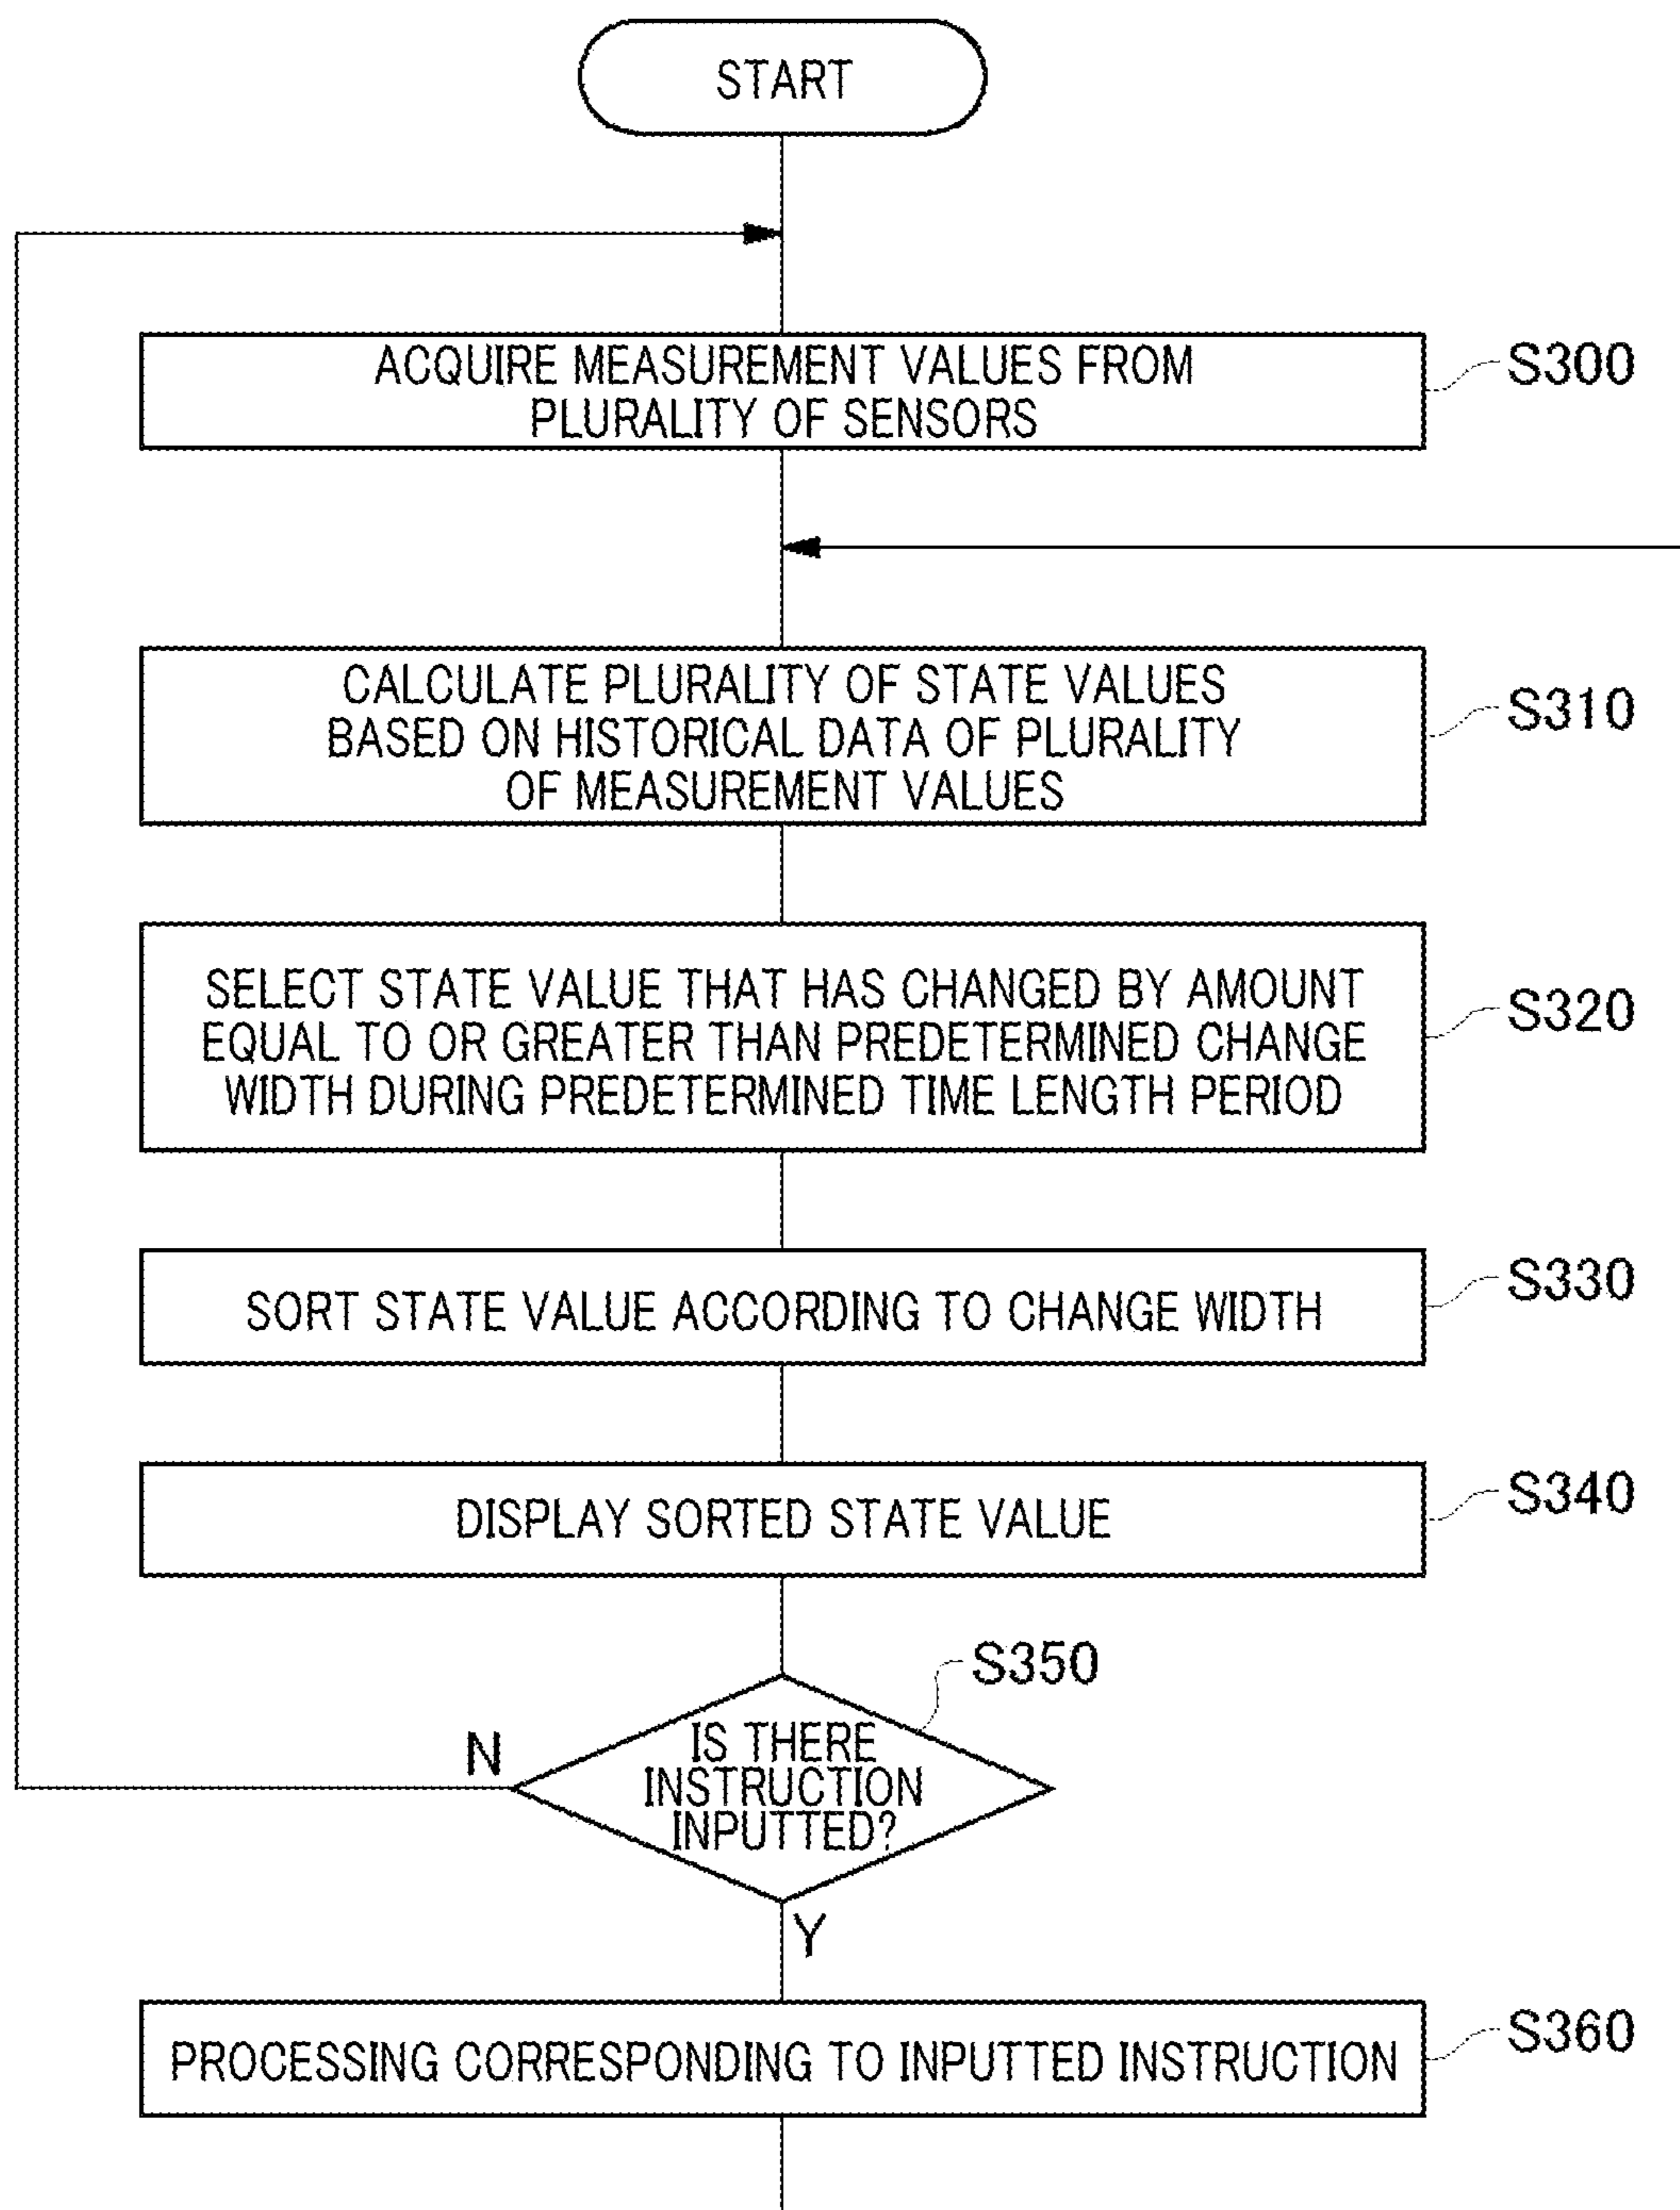 START
ACQUIRE MEASUREMENT VALUES FROM
PLURALITY OF SENSORS
S300
CALCULATE PLURALITY OF STATE VALUES
BASED ON HISTORICAL DATA OF PLURALITY
OF MEASUREMENT VALUES
S310
SELECT STATE VALUE THAT HAS CHANGED BY AMOUNT
EQUAL TO OR GREATER THAN PREDETERMINED CHANGE
WIDTH DURING PREDETERMINED TIME LENGTH PERIOD
S320
SORT STATE VALUE ACCORDING TO CHANGE WIDTH
S330
DISPLAY SORTED STATE VALUE
S340
S350
IS THERE
INSTRUCTION
INPUTTED?
N
Y
PROCESSING CORRESPONDING TO INPUTTED INSTRUCTION
S360